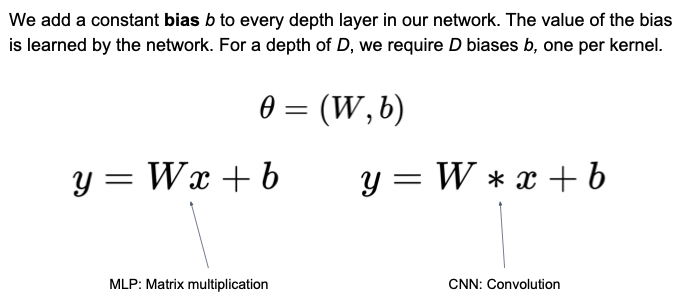 We add a constant bias b to every depth layer in our network. The value of the bias
is learned by the network. For a depth of D, we require D biases b, one per kernel.
θ = (W, b)
y = Wx + b y = W * x + b
MLP: Matrix multiplication CNN: Convolution